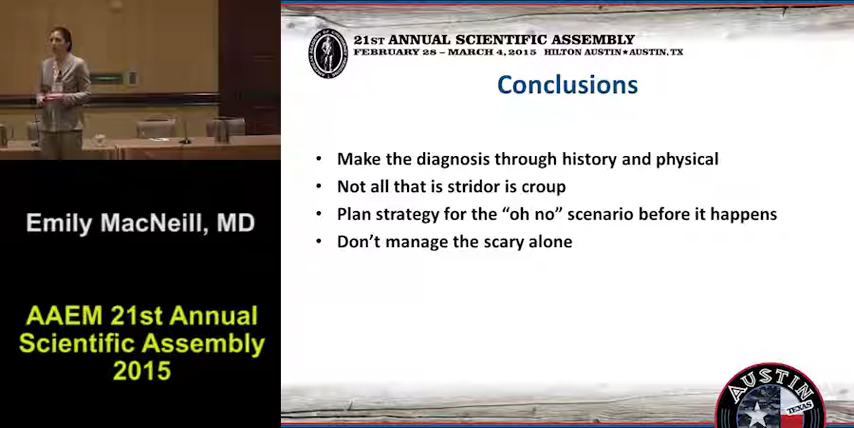 21ST ANNUAL SCIENTIFIC ASSEMBLY
FEBRUARY 28 – MARCH 4, 2015 HILTON AUSTIN★AUSTIN, TX
Conclusions
• Make the diagnosis through history and physical
• Not all that is stridor is croup
• Plan strategy for the “oh no” scenario before it happens
• Don’t manage the scary alone
Emily MacNeill, MD
AAEM 21st Annual
Scientific Assembly
2015
AUSTIN
TEXAS